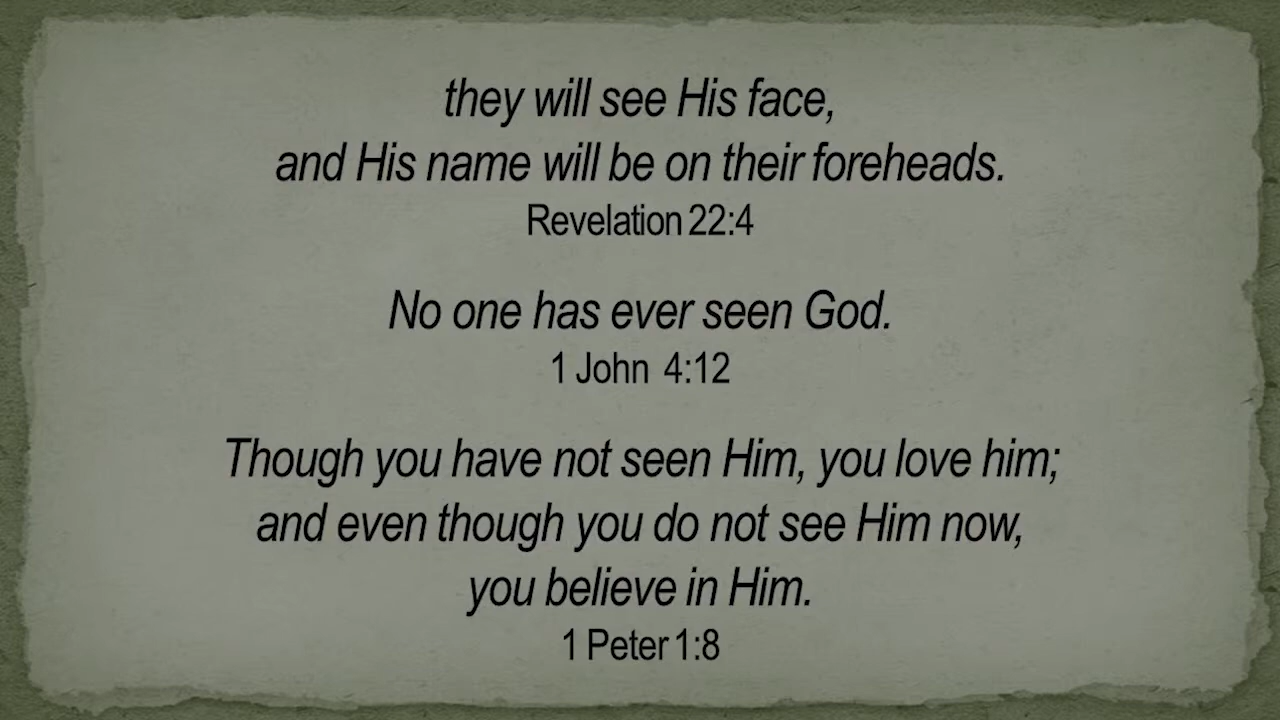 they will see His face,
and His name will be on their foreheads.
Revelation 22:4
No one has ever seen God.
1 John 4:12
Though you have not seen Him, you love him;
and even though you do not see Him now,
you believe in Him.
1 Peter 1:8